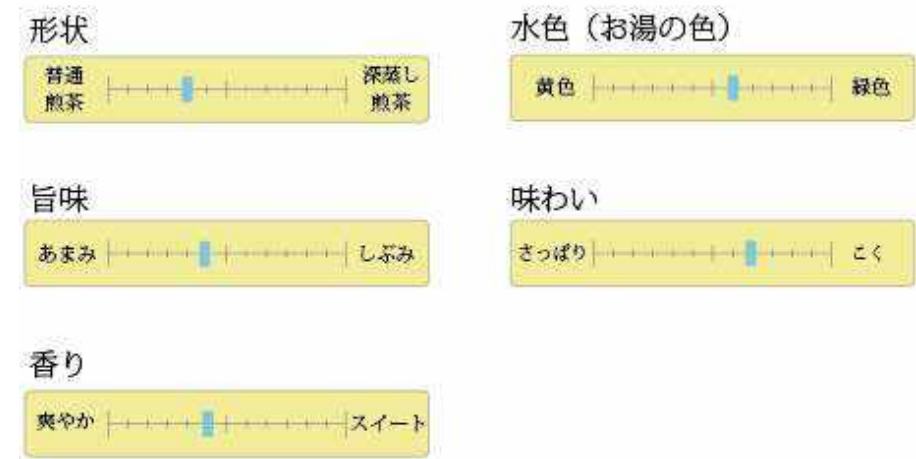 形状
普通
煎茶
深蒸し
煎茶
水色（お湯の色）
黄色
緑色
旨味
あまみ
しぶみ
味わい
さっぱり
こく
香り
爽やか
スイート